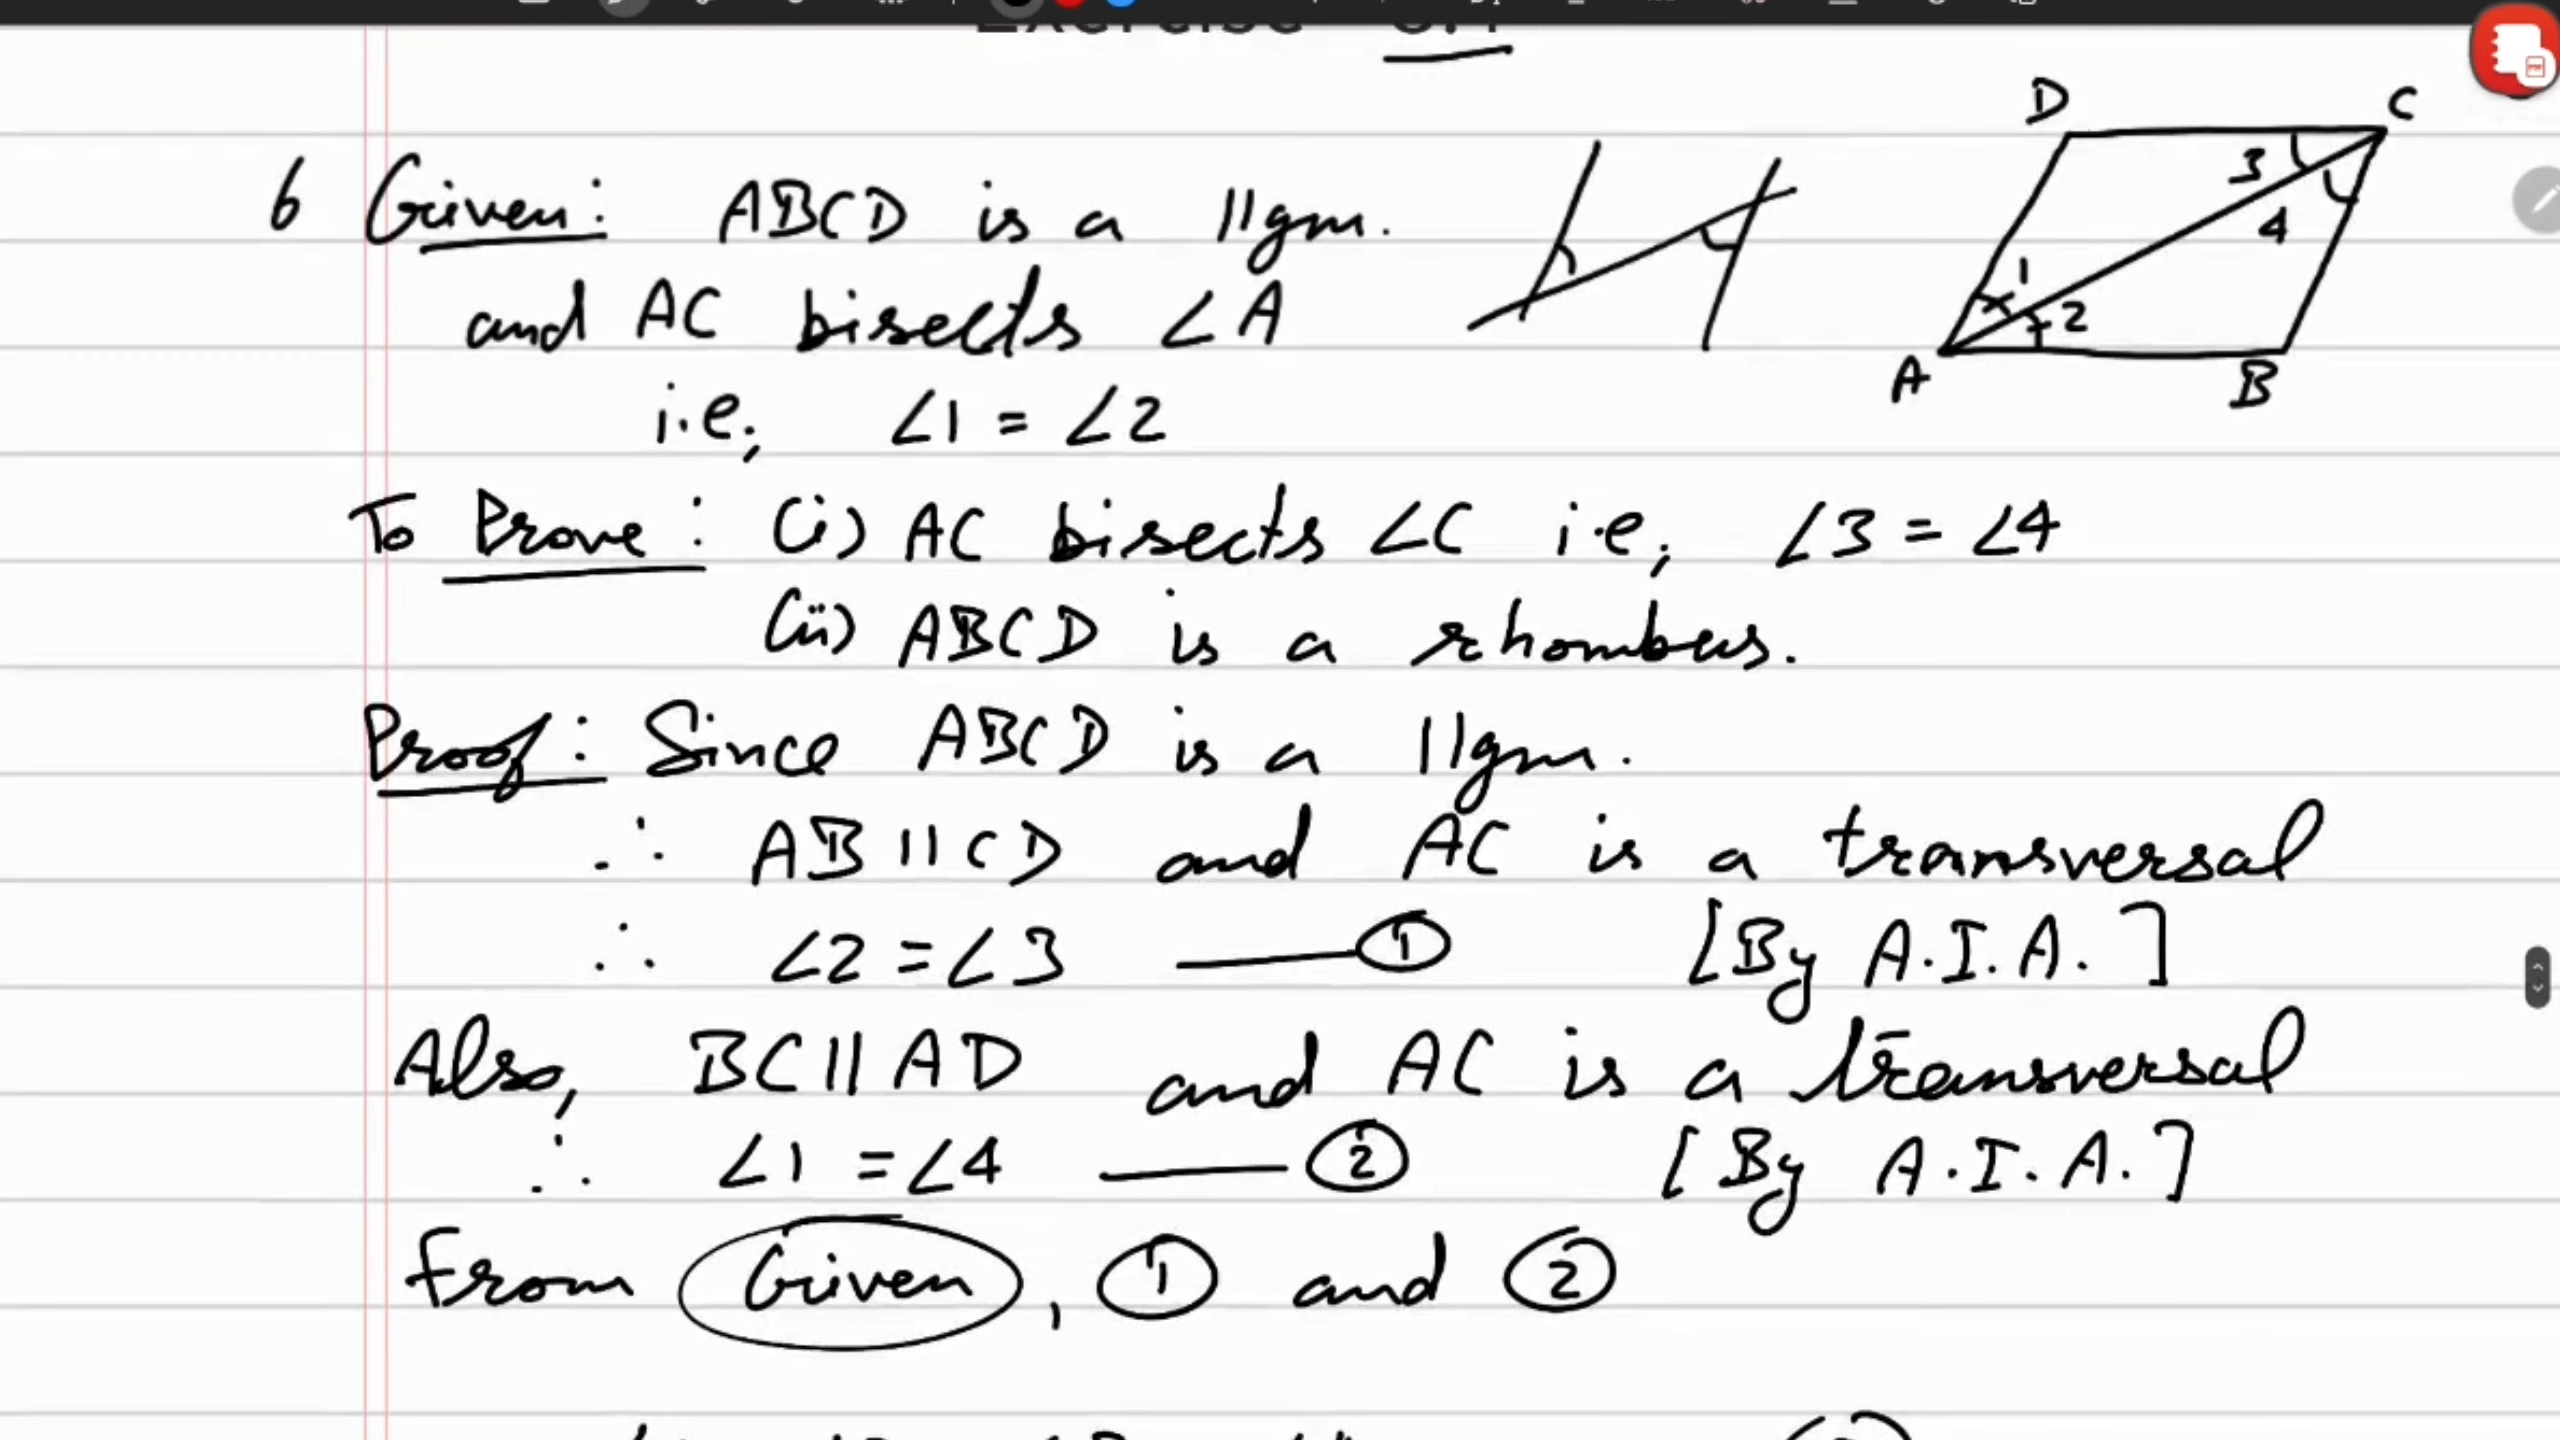 6 Given: ABCD is a ||gm.
and AC bisects ∠A
i.e; ∠1 = ∠2
D C
3
4
1
2
A B
To Prove: (i) AC bisects ∠C i.e; ∠3 = ∠4
(ii) ABCD is a rhombus.
Proof: Since ABCD is a ||gm.
∴ AB || CD and AC is a transversal
∴ ∠2 = ∠3 —— ① [By A.I.A.]
Also, BC || AD and AC is a transversal
∴ ∠1 = ∠4 —— ② [By A.I.A.]
From Given, ① and ②